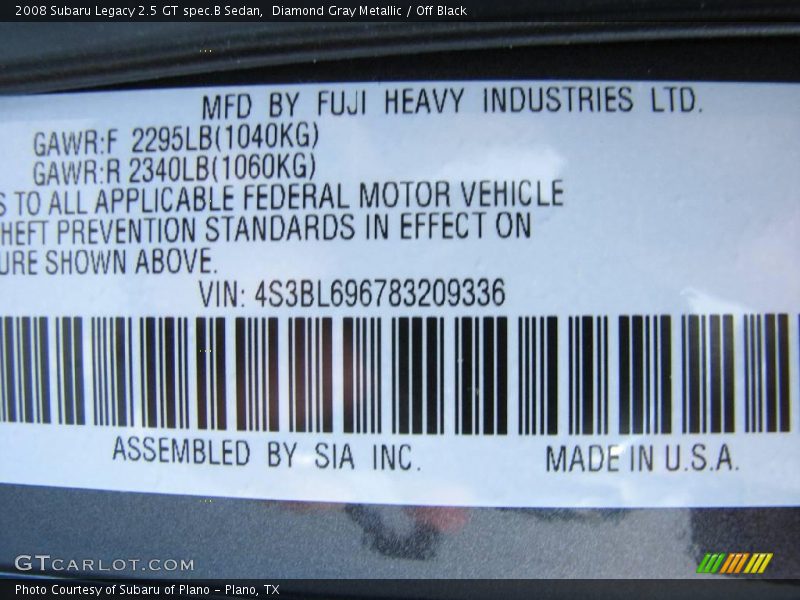 2008 Subaru Legacy 2.5 GT spec.B Sedan,  Diamond Gray Metallic / Off Black
MFD BY FUJI HEAVY INDUSTRIES LTD.
GAWR:F 2295LB(1040KG)
GAWR:R 2340LB(1060KG)
S TO ALL APPLICABLE FEDERAL MOTOR VEHICLE
HEFT PREVENTION STANDARDS IN EFFECT ON
URE SHOWN ABOVE.
VIN: 4S3BL696783209336
ASSEMBLED BY SIA INC. MADE IN U.S.A.
GTCARLOT.COM
Photo Courtesy of Subaru of Plano - Plano, TX